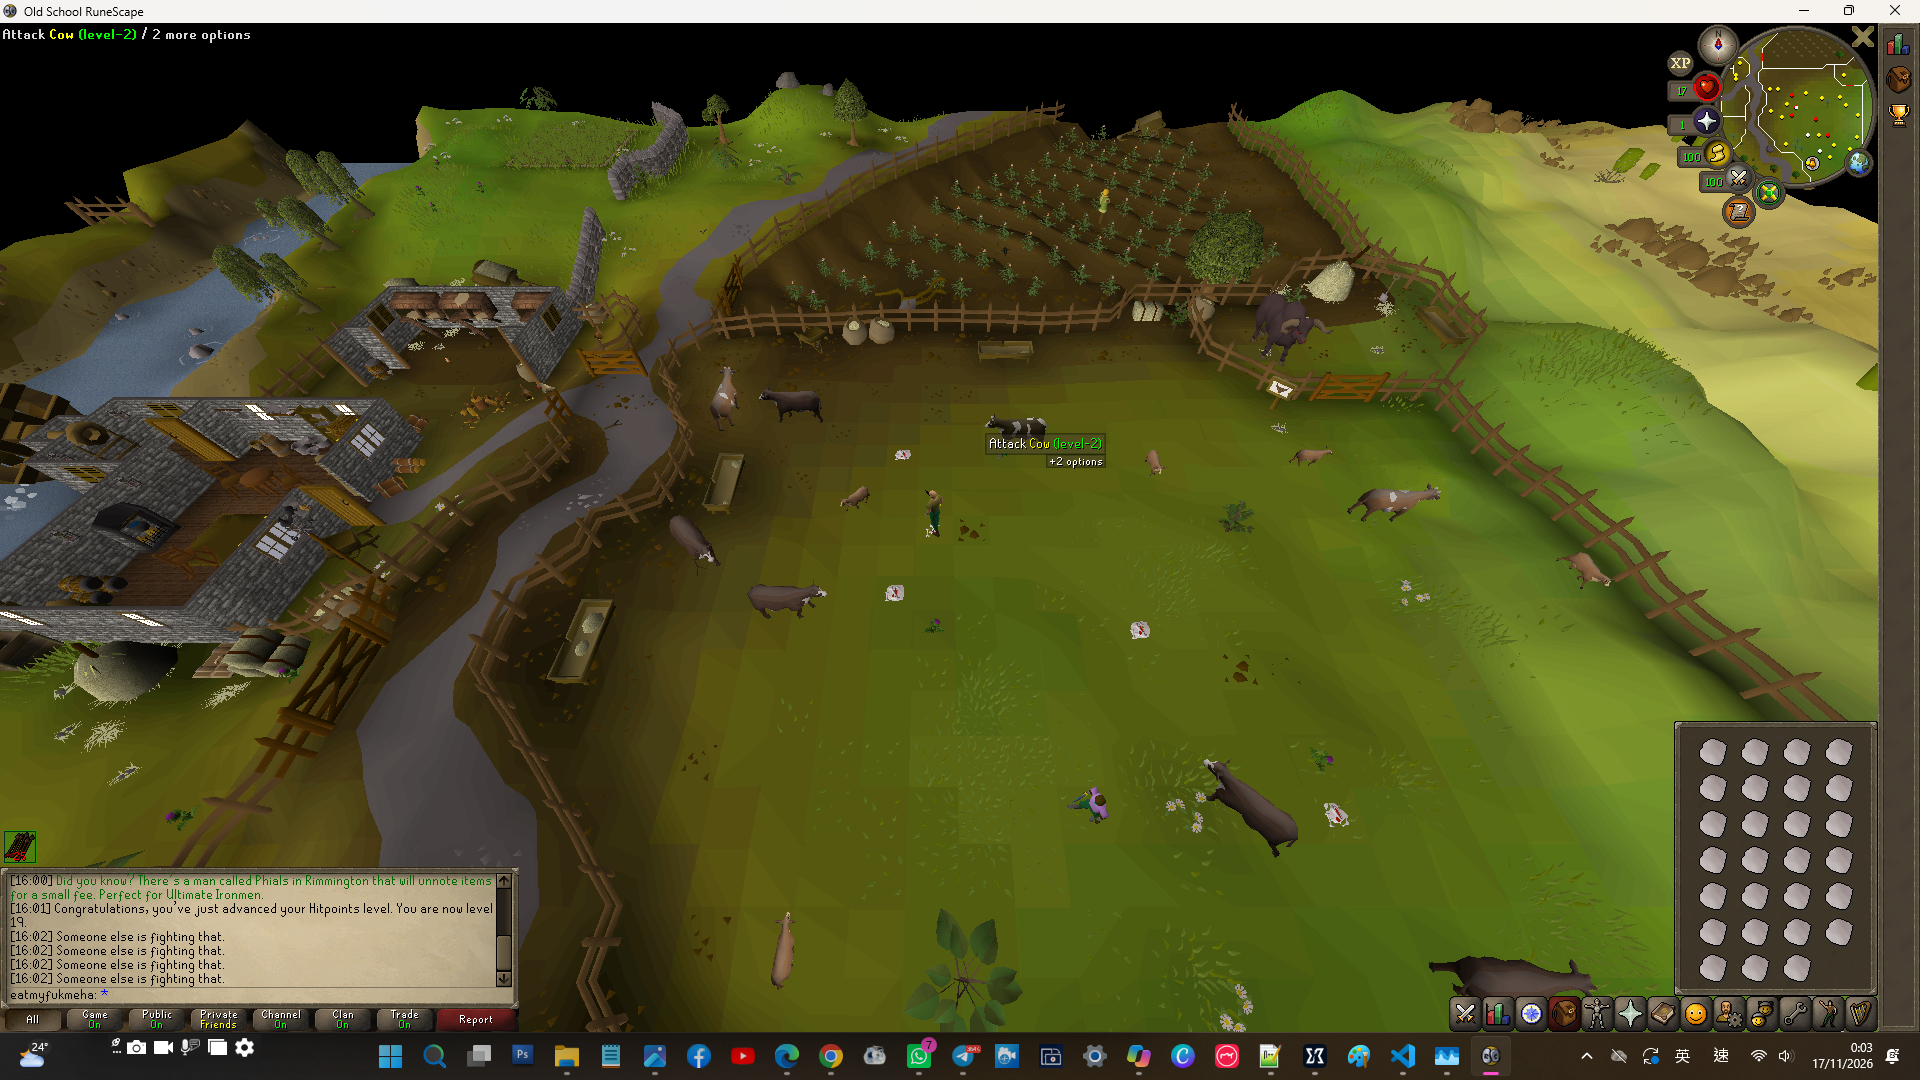 Old School RuneScape
Attack Cow (level-2) / 2 more options
N
XP
17
1
100
100
Attack Cow (level-2)
+2 options
[16:00] Did you know? There's a man called Phials in Rimmington that will unnote items
for a small fee. Perfect for Ultimate Ironmen.
[16:01] Congratulations, you've just advanced your Hitpoints level. You are now level
19.
[16:02] Someone else is fighting that.
[16:02] Someone else is fighting that.
[16:02] Someone else is fighting that.
[16:02] Someone else is fighting that.
eatmyfukmeha: *
All
Game
On
Public
On
Private
Friends
Channel
On
Clan
On
Trade
On
Report
24°
Ps
7
英
速
0:03
17/11/2026